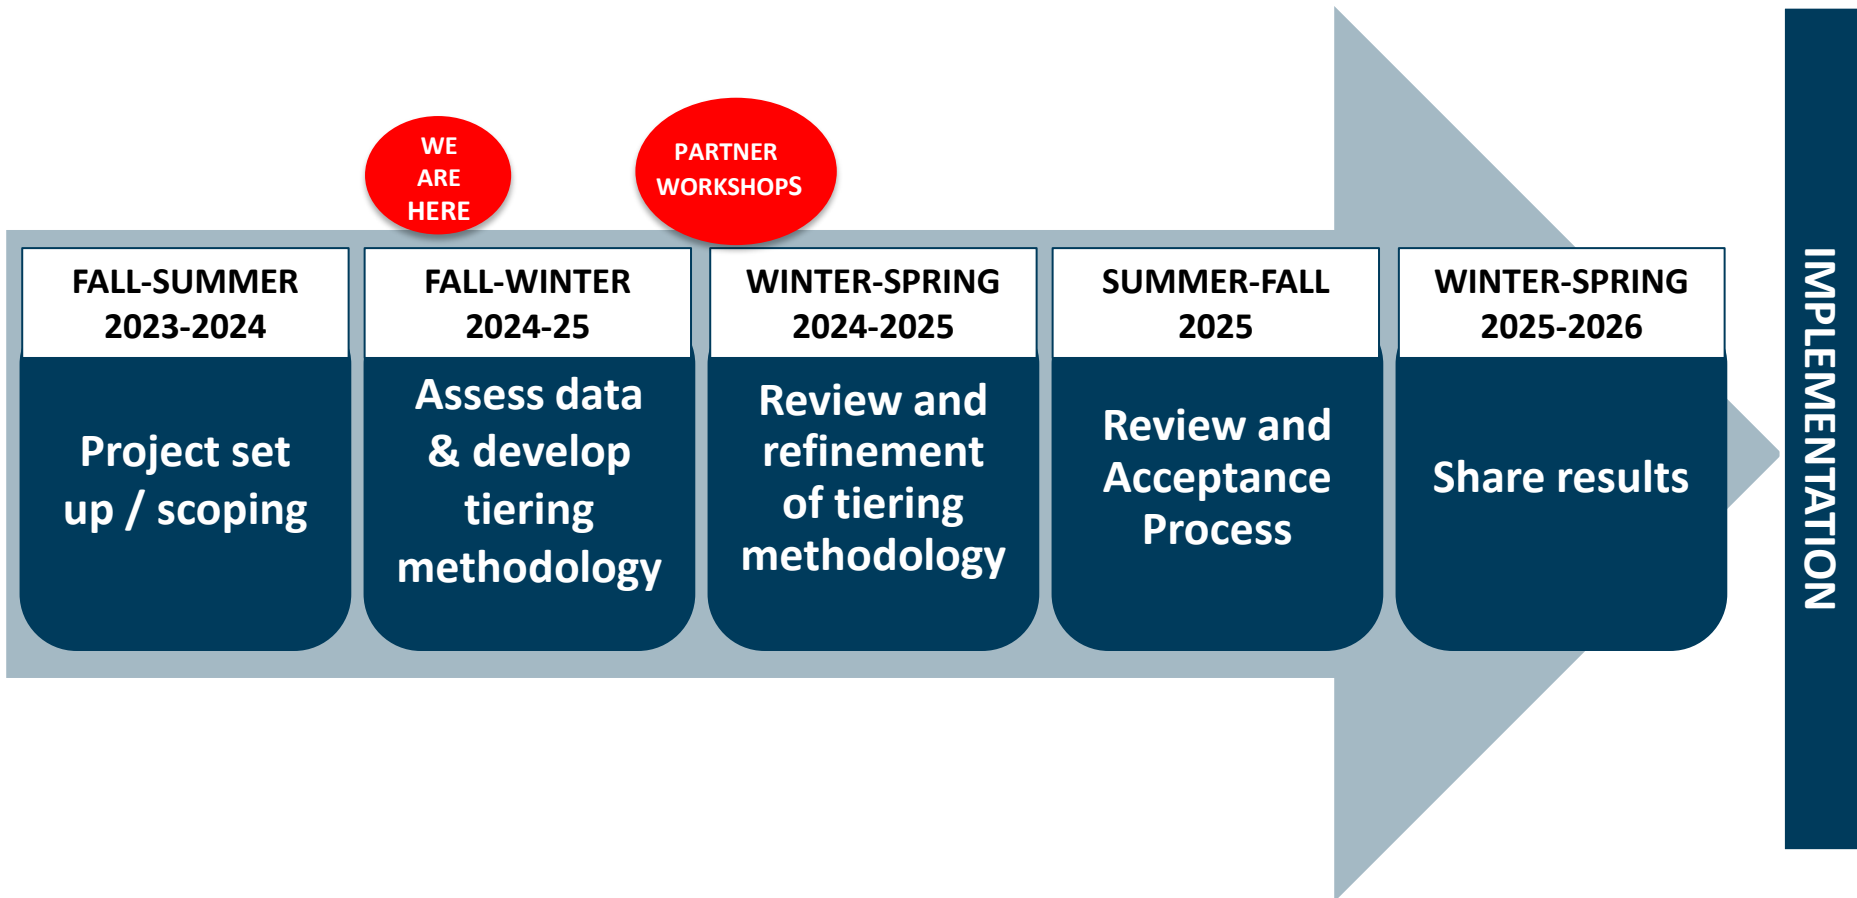 WE
ARE
HERE
PARTNER
WORKSHOPS
FALL-SUMMER
2023-2024
Project set
up / scoping
FALL-WINTER
2024-25
Assess data
& develop
tiering
methodology
WINTER-SPRING
2024-2025
Review and
refinement
of tiering
methodology
SUMMER-FALL
2025
Review and
Acceptance
Process
WINTER-SPRING
2025-2026
Share results
IMPLEMENTATION